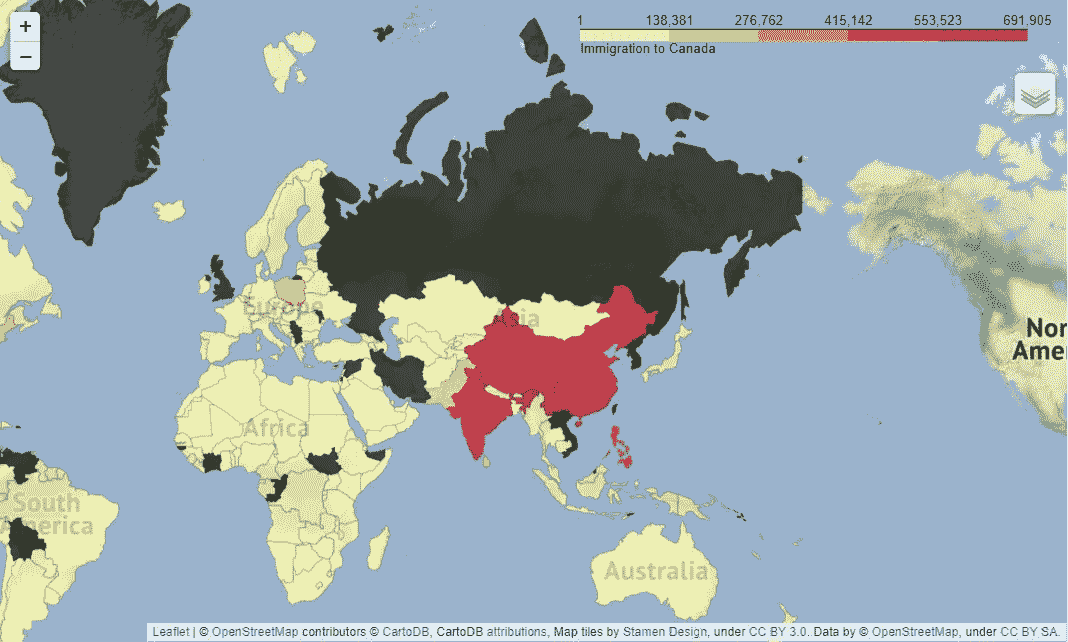 +
−
1 138,381 276,762 415,142 553,523 691,905
Immigration to Canada
Europe
Asia
Nor
Ame
Africa
South
America
Australia
Leaflet | © OpenStreetMap contributors © CartoDB, CartoDB attributions, Map tiles by Stamen Design, under CC BY 3.0. Data by © OpenStreetMap, under CC BY SA.